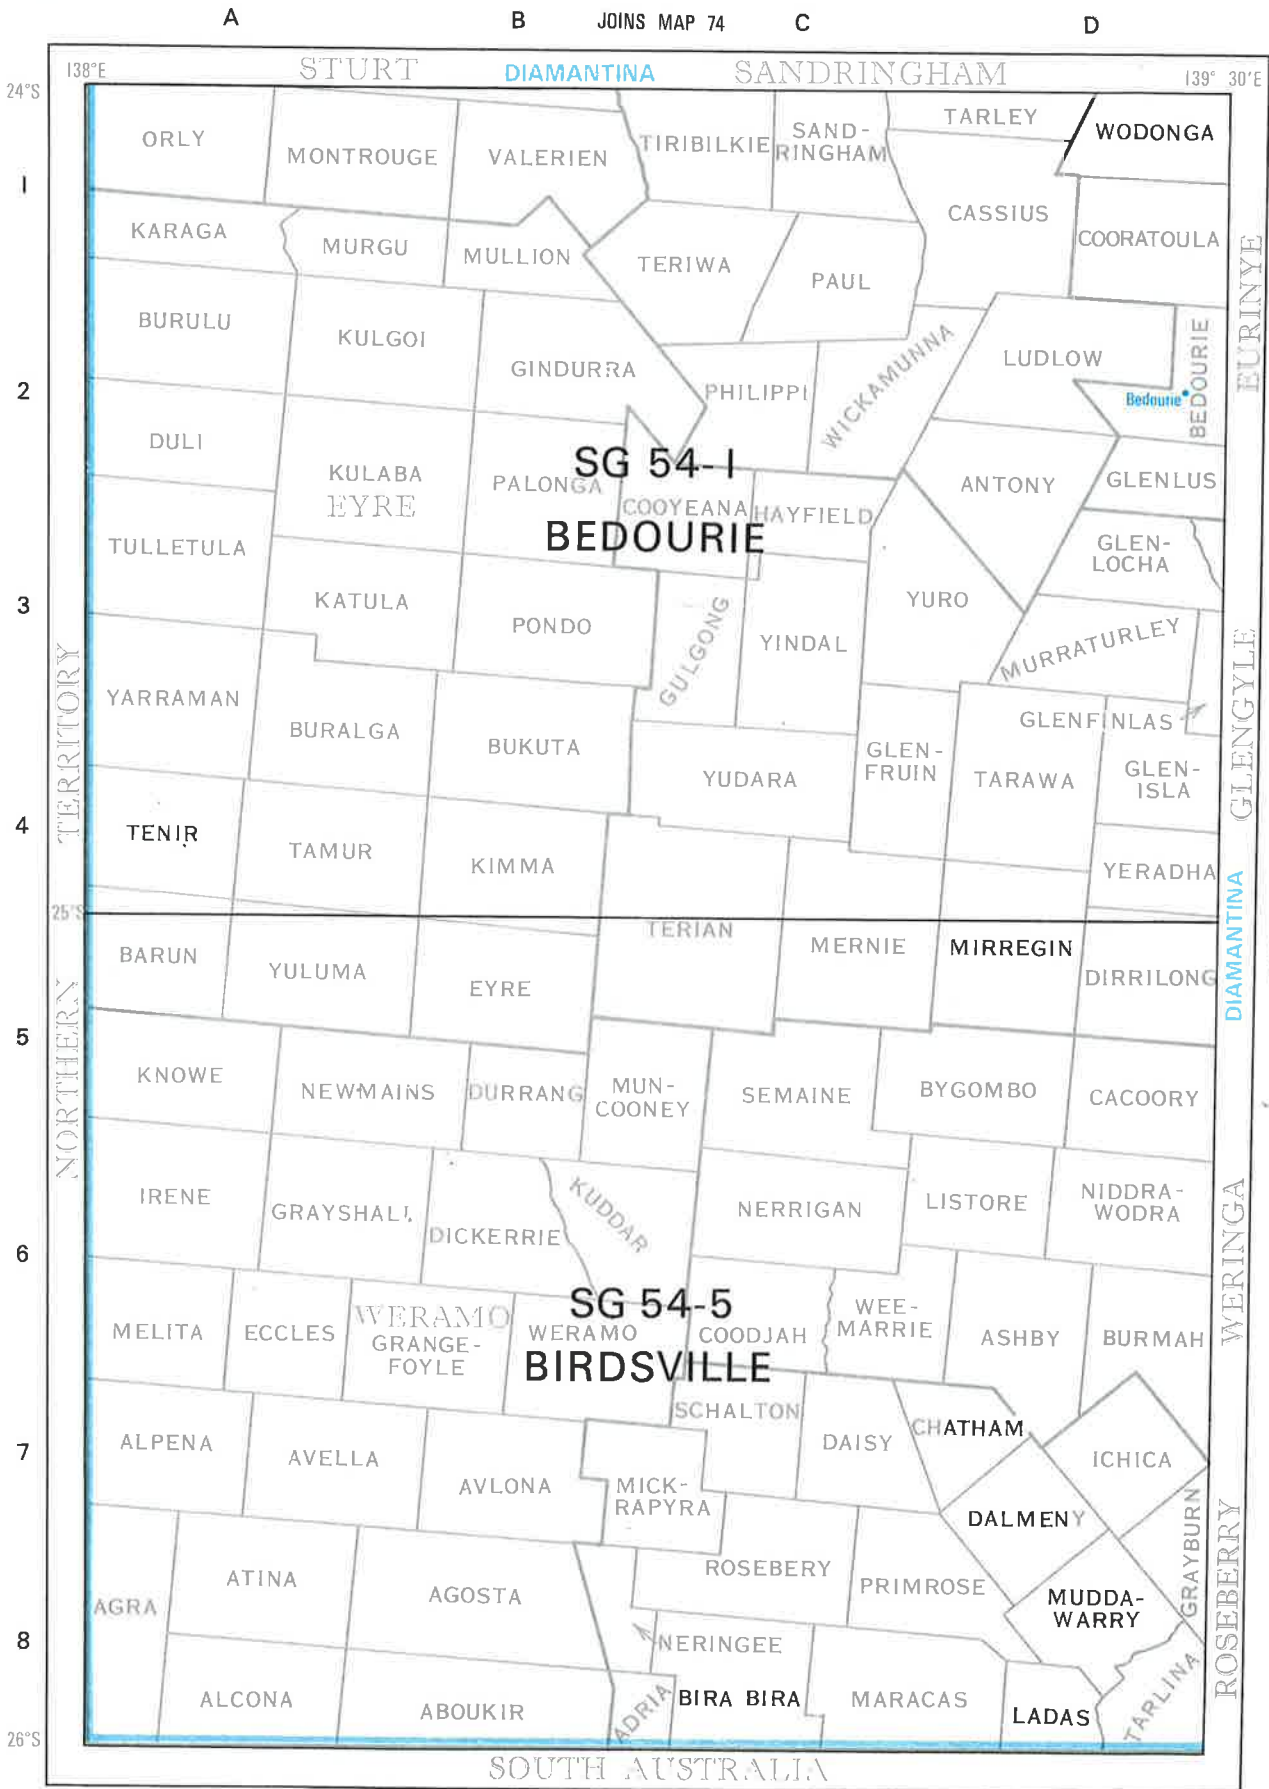 A B JOINS MAP 74 C D
138°E STURT DIAMANTINA SANDRINGHAM 139° 30'E
24°S
ORLY MONTROUGE VALERIEN TIRIBILKIE SAND-
RINGHAM TARLEY WODONGA
1
CASSIUS
KARAGA MURGU MULLION TERIWA PAUL COORATOULA
EURINYE
BURULU KULGOI GINDURRA PHILIPPI WICKAMUNNA LUDLOW BEDOURIE
2
Bedourie
DULI KULABA PALONGA ANTONY GLENLUS
SG 54-1
EYRE COOYEANA HAYFIELD
BEDOURIE
TULLETULA GLEN-
LOCHA
3
KATULA PONDO GULGONG YINDAL YURO MURRATURLEY
TERRITORY
YARRAMAN BURALGA BUKUTA YUDARA GLEN-
FRUIN TARAWA GLENFINLAS GLEN-
ISLA
GLENGYLE
4
TENIR TAMUR KIMMA YERADHA
DIAMANTINA
25°S
TERIAN MERNIE MIRREGIN DIRRILONG
BARUN YULUMA EYRE
5
NORTHERN
KNOWE NEWMAINS DURRANG MUN-
COONEY SEMAINE BYGOMBO CACOORY
IRENE GRAYSHALL DICKERRIE KUDDAR NERRIGAN LISTORE NIDDRA-
WODRA
6
WERINGA
SG 54-5
MELITA ECCLES WERAMO
GRANGE-
FOYLE WERAMO COODJAH WEE-
MARRIE ASHBY BURMAH
BIRDSVILLE
SCHALTON
7
ALPENA AVELLA AVLONA MICK-
RAPYRA DAISY CHATHAM ICHICA
DALMENY
GRAYBURN
ROSEBERRY
AGRA ATINA AGOSTA ROSEBERY PRIMROSE MUDDA-
WARRY
8
NERINGEE
ALCONA ABOUKIR ADRIA BIRA BIRA MARACAS LADAS TARLINA
26°S
SOUTH AUSTRALIA